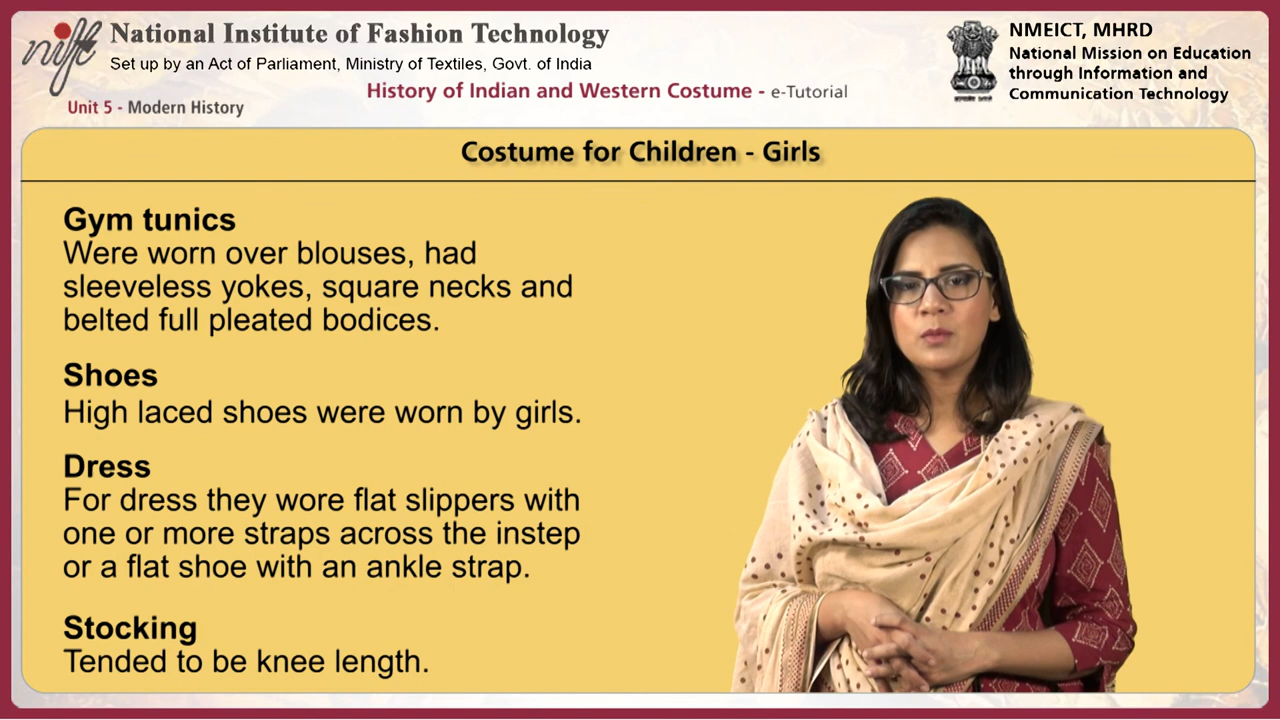 nift
National Institute of Fashion Technology
Set up by an Act of Parliament, Ministry of Textiles, Govt. of India
History of Indian and Western Costume - e-Tutorial
Unit 5 - Modern History
NMEICT, MHRD
National Mission on Education
through Information and
Communication Technology
Costume for Children - Girls
Gym tunics
Were worn over blouses, had
sleeveless yokes, square necks and
belted full pleated bodices.
Shoes
High laced shoes were worn by girls.
Dress
For dress they wore flat slippers with
one or more straps across the instep
or a flat shoe with an ankle strap.
Stocking
Tended to be knee length.